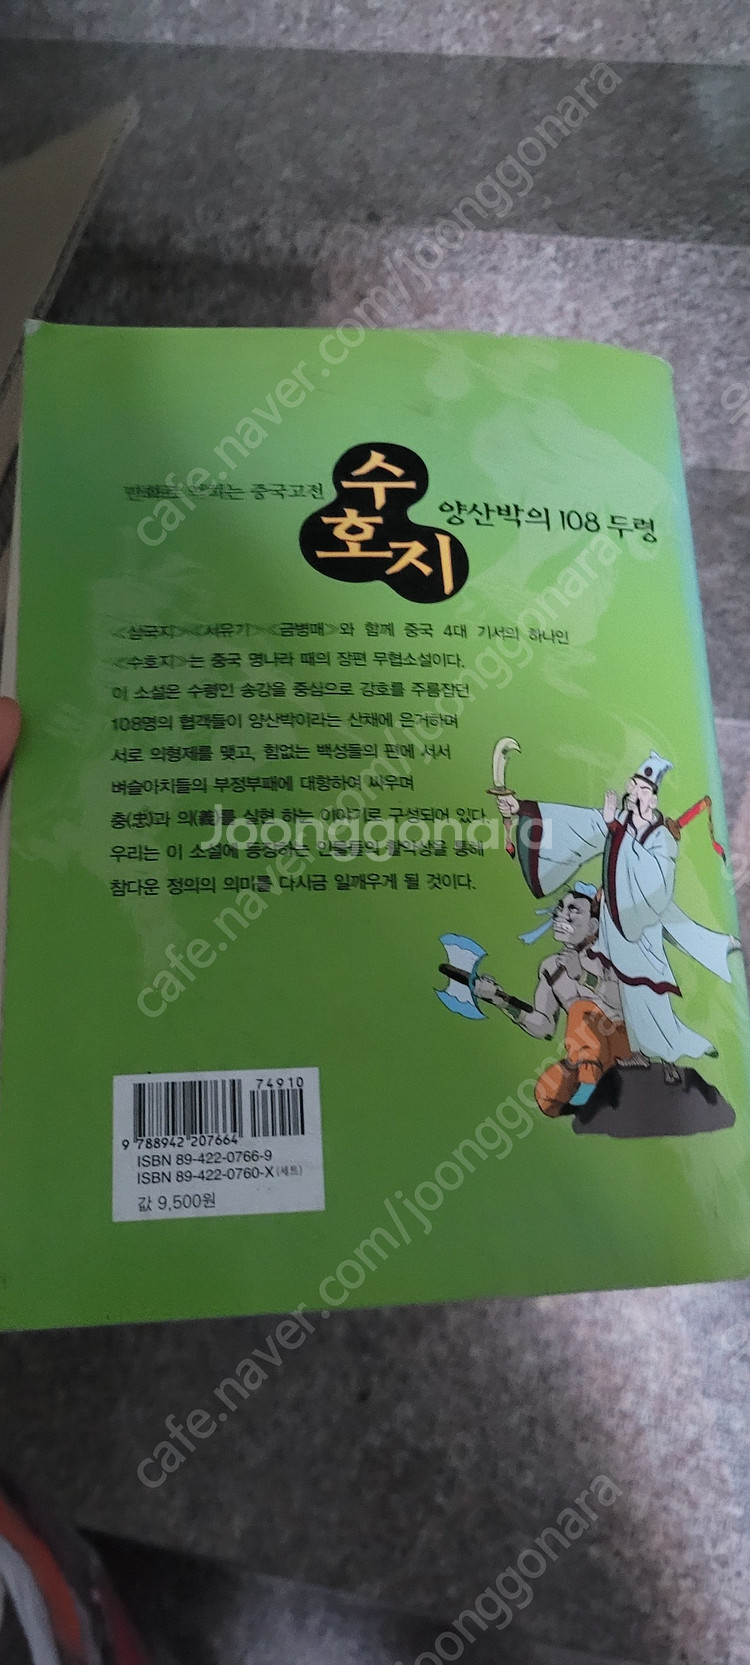 중국고전
수호지
양산박의 108 두령
<삼국지><서유기><금병매>와 함께 중국 4대 기서의 하나인
<수호지>는 중국 명나라 때의 장편 무협소설이다.
이 소설은 수령인 송강을 중심으로 강호를 주름잡던
108명의 협객들이 양산박이라는 산채에 은거하며
서로 의형제를 맺고, 힘없는 백성들의 편에 서서
벼슬아치들의 부정부패에 대항하여 싸우며
충(忠)과 의(義)를 실현 하는 이야기로 구성되어 있다.
우리는 이 소설에 등장하는 인물들의 활약상을 통해
참다운 정의의 의미를 다시금 일깨우게 될 것이다.
Joonggonara
74910
9 788942 207664
ISBN 89-422-0766-9
ISBN 89-422-0760-X(세트)
값 9,500원
cafe.naver.com/joonggonara
cafe.naver.com/joonggonara
cafe.naver.com/joonggonara